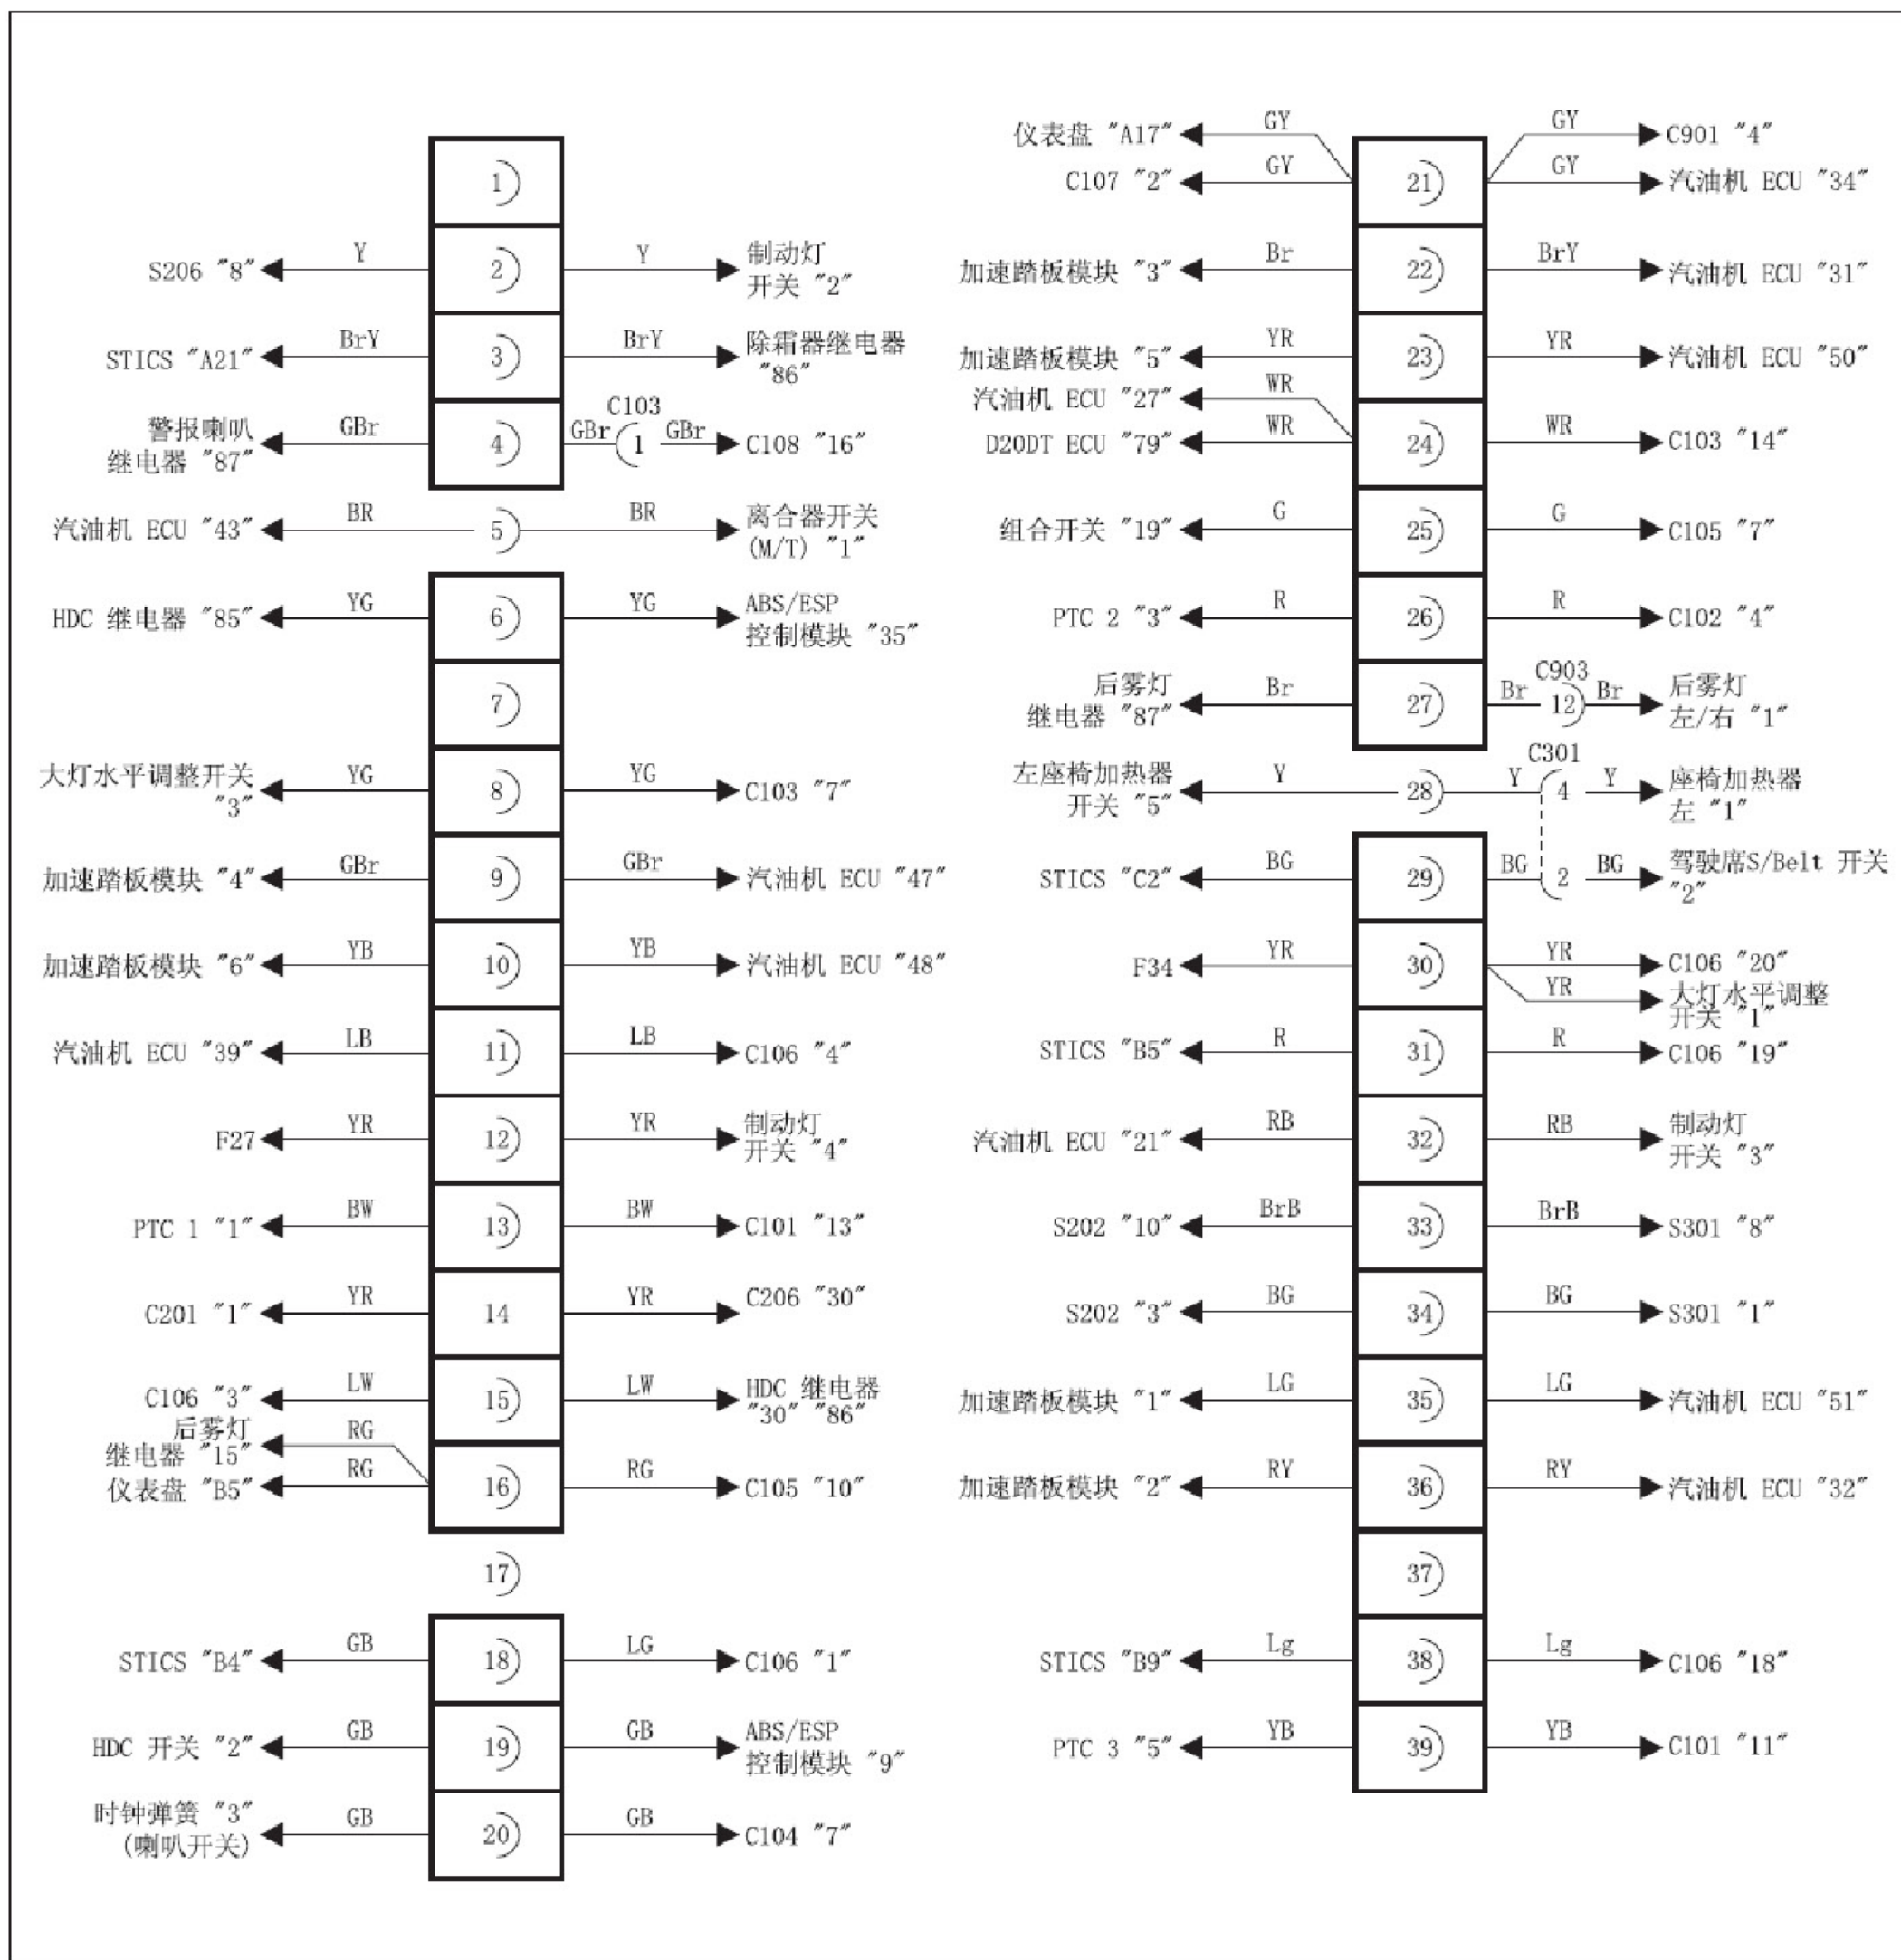 1
S206 "8" Y 2 Y 制动灯
开关 "2"
STICS "A21" BrY 3 BrY 除霜器继电器
"86"
警报喇叭
继电器 "87" GBr 4 GBr C103 1 GBr C108 "16"
汽油机 ECU "43" BR 5 BR 离合器开关
(M/T) "1"
HDC 继电器 "85" YG 6 YG ABS/ESP
控制模块 "35"
7
大灯水平调整开关
"3" YG 8 YG C103 "7"
加速踏板模块 "4" GBr 9 GBr 汽油机 ECU "47"
加速踏板模块 "6" YB 10 YB 汽油机 ECU "48"
汽油机 ECU "39" LB 11 LB C106 "4"
F27 YR 12 YR 制动灯
开关 "4"
PTC 1 "1" BW 13 BW C101 "13"
C201 "1" YR 14 YR C206 "30"
C106 "3" LW 15 LW HDC 继电器
"30" "86"
后雾灯
继电器 "15" RG
仪表盘 "B5" RG 16 RG C105 "10"
17
STICS "B4" GB 18 LG C106 "1"
HDC 开关 "2" GB 19 GB ABS/ESP
控制模块 "9"
时钟弹簧 "3"
(喇叭开关) GB 20 GB C104 "7"
仪表盘 "A17" GY GY C901 "4"
C107 "2" GY 21 GY 汽油机 ECU "34"
加速踏板模块 "3" Br 22 BrY 汽油机 ECU "31"
加速踏板模块 "5" YR 23 YR 汽油机 ECU "50"
汽油机 ECU "27" WR
D20DT ECU "79" WR 24 WR C103 "14"
组合开关 "19" G 25 G C105 "7"
PTC 2 "3" R 26 R C102 "4"
后雾灯
继电器 "87" Br 27 Br C903 12 Br 后雾灯
左/右 "1"
左座椅加热器
开关 "5" Y 28 Y C301 4 Y 座椅加热器
左 "1"
STICS "C2" BG 29 BG 2 BG 驾驶席S/Belt 开关
"2"
F34 YR 30 YR C106 "20"
YR 大灯水平调整
开关 "1"
STICS "B5" R 31 R C106 "19"
汽油机 ECU "21" RB 32 RB 制动灯
开关 "3"
S202 "10" BrB 33 BrB S301 "8"
S202 "3" BG 34 BG S301 "1"
加速踏板模块 "1" LG 35 LG 汽油机 ECU "51"
加速踏板模块 "2" RY 36 RY 汽油机 ECU "32"
37
STICS "B9" Lg 38 Lg C106 "18"
PTC 3 "5" YB 39 YB C101 "11"